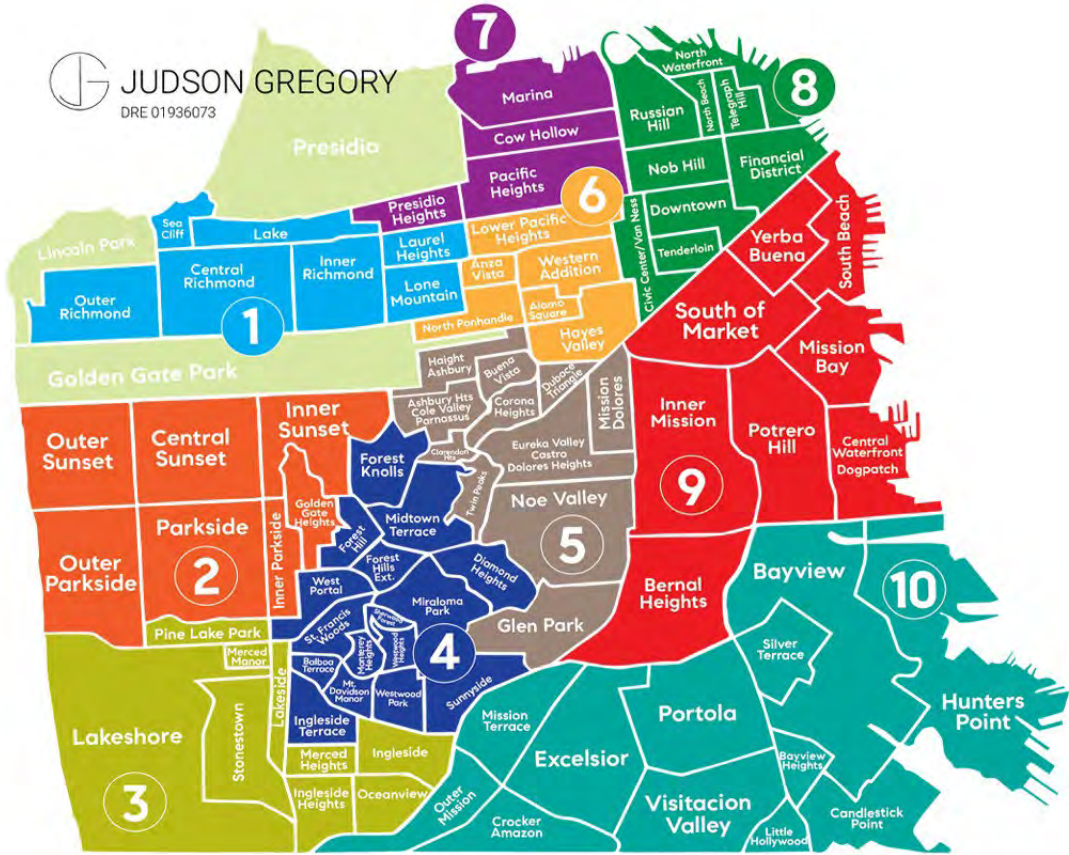 JG JUDSON GREGORY
DRE 01936073
7
Marina
Cow Hollow
Pacific
Heights
Presidio
Heights
8
North
Waterfront
Russian
Hill
North Beach
Telegraph
Hill
Nob Hill
Financial
District
Civic Center/Van Ness
Downtown
Tenderloin
Presidia
Lincoln Park
Golden Gate Park
1
Sea
Cliff
Lake
Outer
Richmond
Central
Richmond
Inner
Richmond
Laurel
Heights
Lone
Mountain
6
Lower Pacific
Heights
Anza
Vista
Western
Addition
North Ponhandle
Alamo
Square
Hayes
Valley
9
Yerba
Buena
South Beach
South of
Market
Mission
Bay
Inner
Mission
Potrero
Hill
Central
Waterfront
Dogpatch
Bernal
Heights
2
Outer
Sunset
Central
Sunset
Inner
Sunset
Golden
Gate
Heights
Outer
Parkside
Parkside
Inner Parkside
5
Haight
Ashbury
Buena
Vista
Duboce
Triangle
Ashbury Hts
Cole Valley
Parnassus
Corona
Heights
Mission
Dolores
Clarendon
Hts
Eureka Valley
Castro
Dolores Heights
Twin Peaks
Noe Valley
Glen Park
4
Forest
Knolls
Midtown
Terrace
Forest
Hill
Forest
Hills
Ext.
Diamond
Heights
West
Portal
Miraloma
Park
St. Francis
Woods
Sherwood
Forest
Monterey
Heights
Westwood
Heights
Balboa
Terrace
Mt.
Davidson
Manor
Westwood
Park
Sunnyside
Ingleside
Terrace
3
Pine Lake Park
Merced
Manor
Lakeside
Lakeshore
Stonestown
Merced
Heights
Ingleside
Ingleside
Heights
Oceanview
10
Bayview
Silver
Terrace
Hunters
Point
Mission
Terrace
Portola
Excelsior
Bayview
Heights
Outer
Mission
Crocker
Amazon
Visitacion
Valley
Little
Hollywood
Candlestick
Point